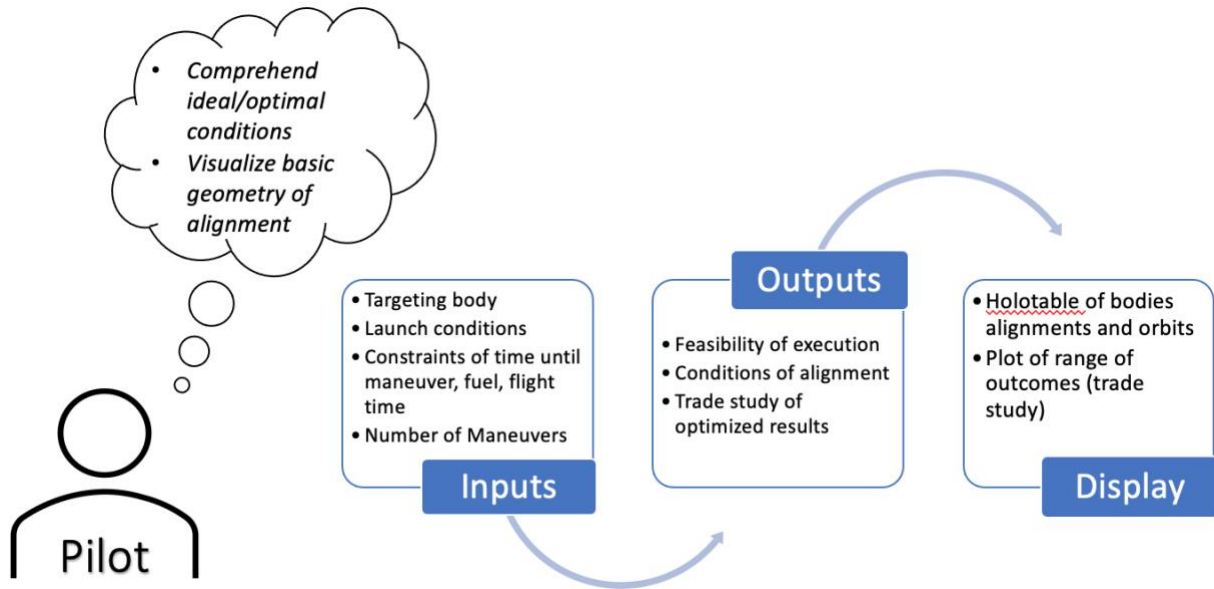 • Comprehend
ideal/optimal
conditions
• Visualize basic
geometry of
alignment
Pilot
• Targeting body
• Launch conditions
• Constraints of time until
maneuver, fuel, flight
time
• Number of Maneuvers
Inputs
Outputs
• Feasibility of execution
• Conditions of alignment
• Trade study of
optimized results
• Holotable of bodies
alignments and orbits
• Plot of range of
outcomes (trade
study)
Display